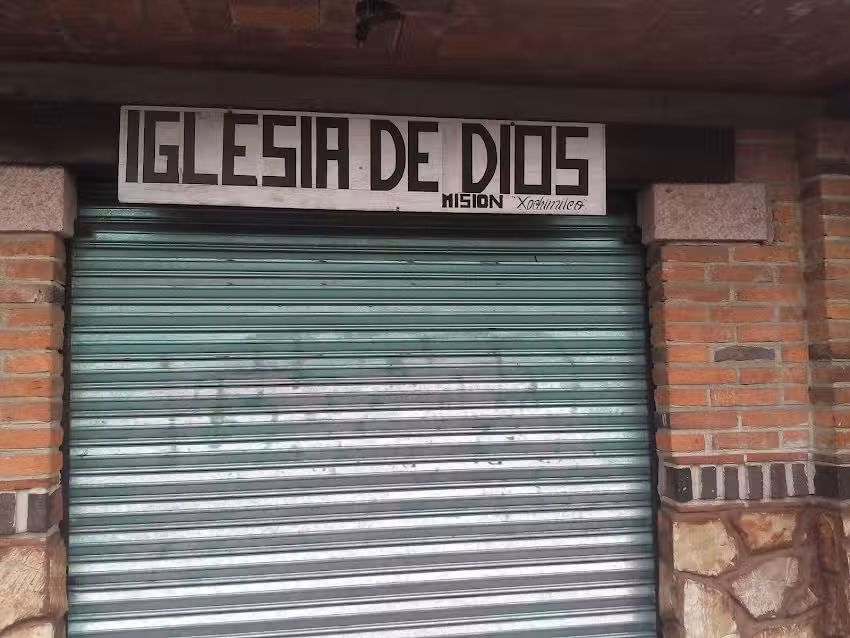 IGLESIA DE DIOS
MISION "Xochimilco"